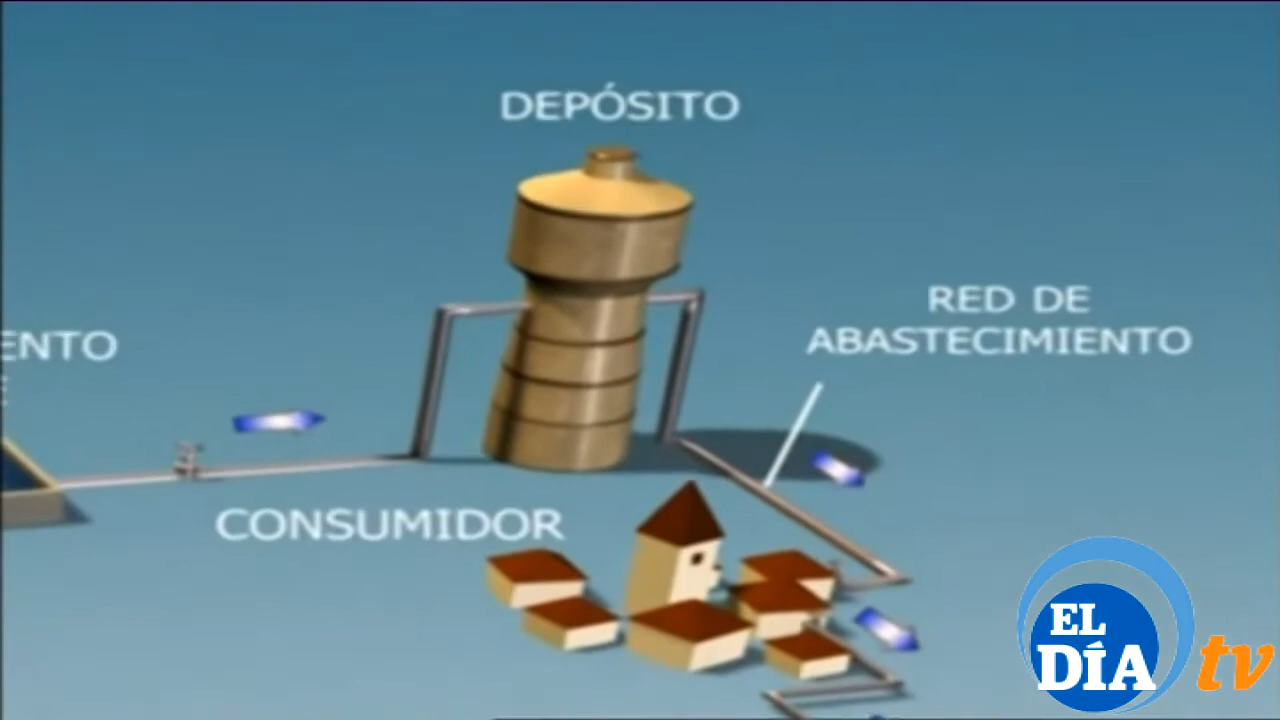 DEPÓSITO
RED DE
ABASTECIMIENTO
ENTO
CONSUMIDOR
EL
DÍA tv